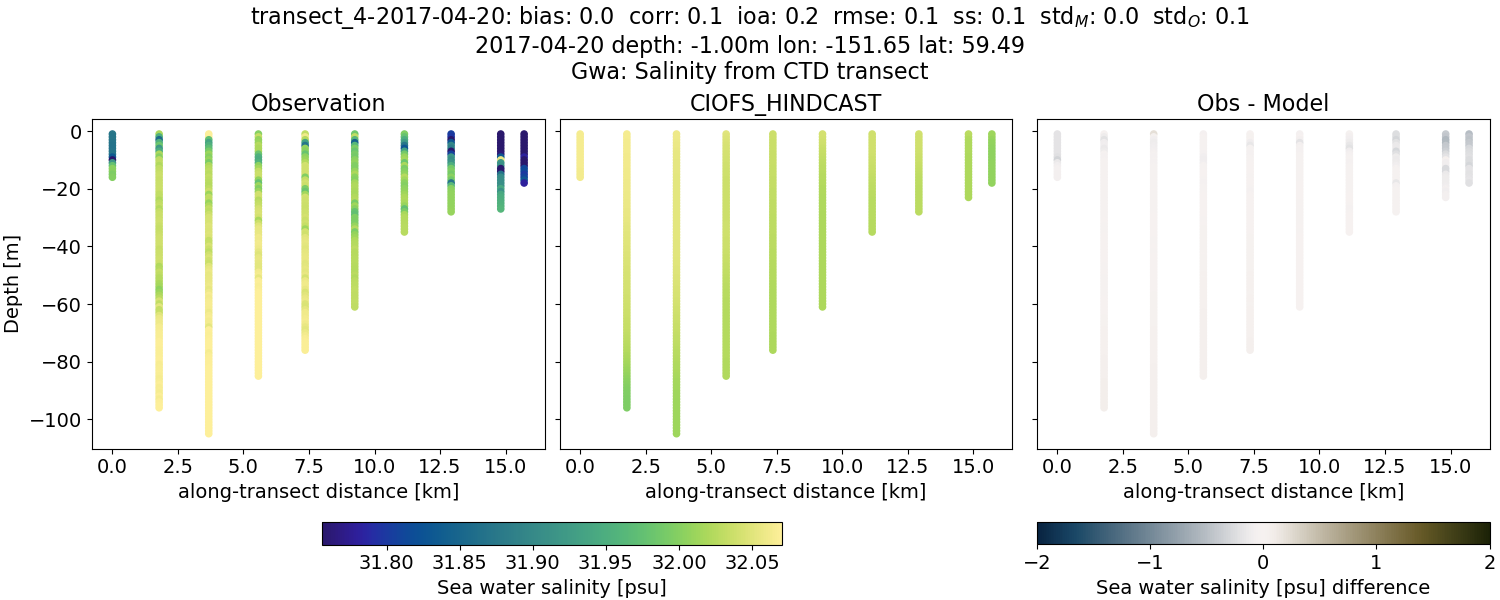 transect_4-2017-04-20: bias: 0.0  corr: 0.1  ioa: 0.2  rmse: 0.1  ss: 0.1  std_M: 0.0  std_O: 0.1
2017-04-20 depth: -1.00m lon: -151.65 lat: 59.49
Gwa: Salinity from CTD transect
Observation
CIOFS_HINDCAST
Obs - Model
Depth [m]
0
−20
−40
−60
−80
−100
0.0 2.5 5.0 7.5 10.0 12.5 15.0
along-transect distance [km]
0.0 2.5 5.0 7.5 10.0 12.5 15.0
along-transect distance [km]
0.0 2.5 5.0 7.5 10.0 12.5 15.0
along-transect distance [km]
31.80 31.85 31.90 31.95 32.00 32.05
Sea water salinity [psu]
−2 −1 0 1 2
Sea water salinity [psu] difference